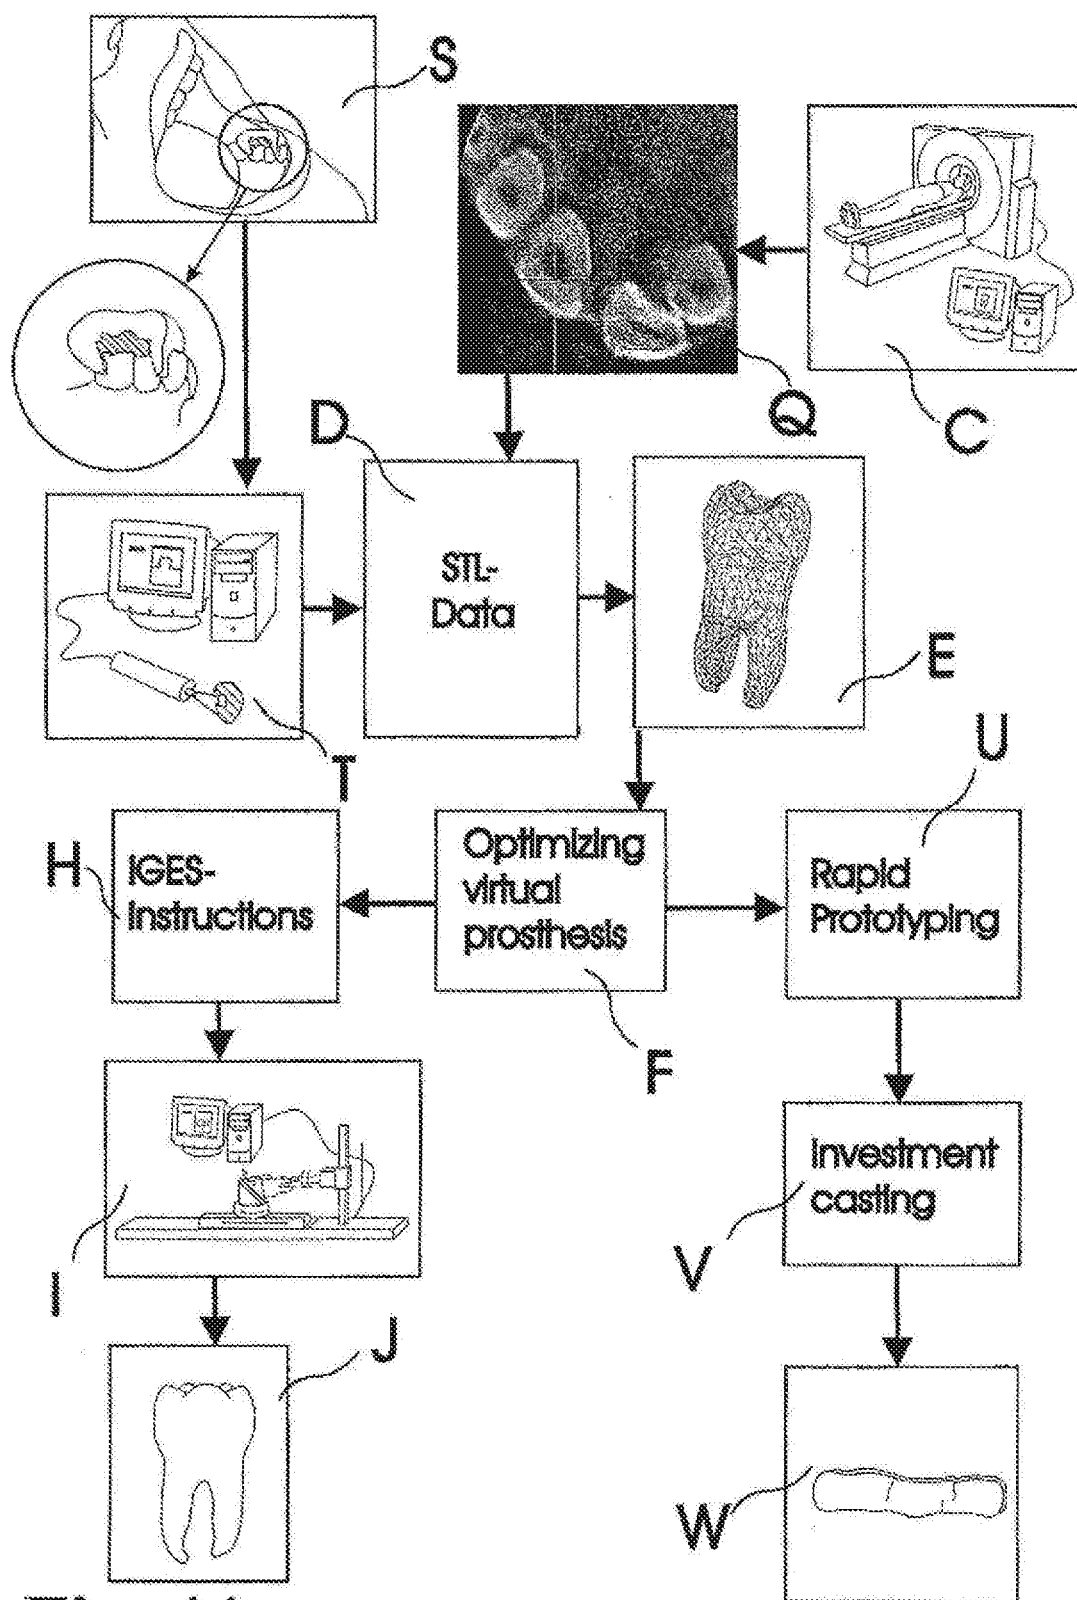 S
Q
C
D
STL-
Data
E
T
U
H
IGES-
Instructions
Optimizing
virtual
prosthesis
Rapid
Prototyping
F
Investment
casting
I
V
J
W